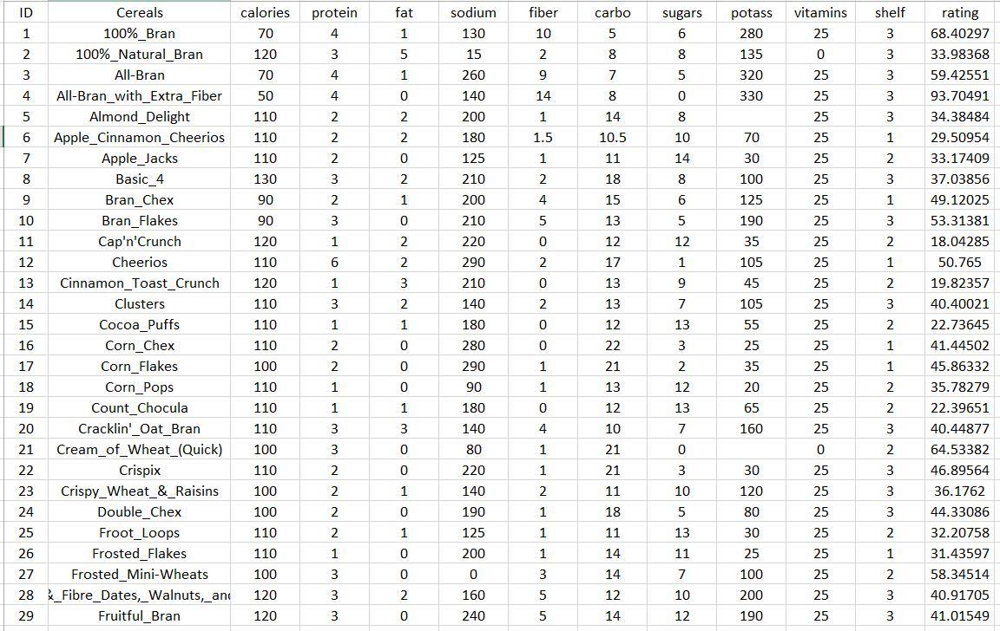 ID Cereals calories protein fat sodium fiber carbo sugars potass vitamins shelf rating
1 100%_Bran 70 4 1 130 10 5 6 280 25 3 68.40297
2 100%_Natural_Bran 120 3 5 15 2 8 8 135 0 3 33.98368
3 All-Bran 70 4 1 260 9 7 5 320 25 3 59.42551
4 All-Bran_with_Extra_Fiber 50 4 0 140 14 8 0 330 25 3 93.70491
5 Almond_Delight 110 2 2 200 1 14 8 25 3 34.38484
6 Apple_Cinnamon_Cheerios 110 2 2 180 1.5 10.5 10 70 25 1 29.50954
7 Apple_Jacks 110 2 0 125 1 11 14 30 25 2 33.17409
8 Basic_4 130 3 2 210 2 18 8 100 25 3 37.03856
9 Bran_Chex 90 2 1 200 4 15 6 125 25 1 49.12025
10 Bran_Flakes 90 3 0 210 5 13 5 190 25 3 53.31381
11 Cap'n'Crunch 120 1 2 220 0 12 12 35 25 2 18.04285
12 Cheerios 110 6 2 290 2 17 1 105 25 1 50.765
13 Cinnamon_Toast_Crunch 120 1 3 210 0 13 9 45 25 2 19.82357
14 Clusters 110 3 2 140 2 13 7 105 25 3 40.40021
15 Cocoa_Puffs 110 1 1 180 0 12 13 55 25 2 22.73645
16 Corn_Chex 110 2 0 280 0 22 3 25 25 1 41.44502
17 Corn_Flakes 100 2 0 290 1 21 2 35 25 1 45.86332
18 Corn_Pops 110 1 0 90 1 13 12 20 25 2 35.78279
19 Count_Chocula 110 1 1 180 0 12 13 65 25 2 22.39651
20 Cracklin'_Oat_Bran 110 3 3 140 4 10 7 160 25 3 40.44877
21 Cream_of_Wheat_(Quick) 100 3 0 80 1 21 0 0 2 64.53382
22 Crispix 110 2 0 220 1 21 3 30 25 3 46.89564
23 Crispy_Wheat_&_Raisins 100 2 1 140 2 11 10 120 25 3 36.1762
24 Double_Chex 100 2 0 190 1 18 5 80 25 3 44.33086
25 Froot_Loops 110 2 1 125 1 11 13 30 25 2 32.20758
26 Frosted_Flakes 110 1 0 200 1 14 11 25 25 1 31.43597
27 Frosted_Mini-Wheats 100 3 0 0 3 14 7 100 25 2 58.34514
28 &_Fibre_Dates,_Walnuts,_and 120 3 2 160 5 12 10 200 25 3 40.91705
29 Fruitful_Bran 120 3 0 240 5 14 12 190 25 3 41.01549